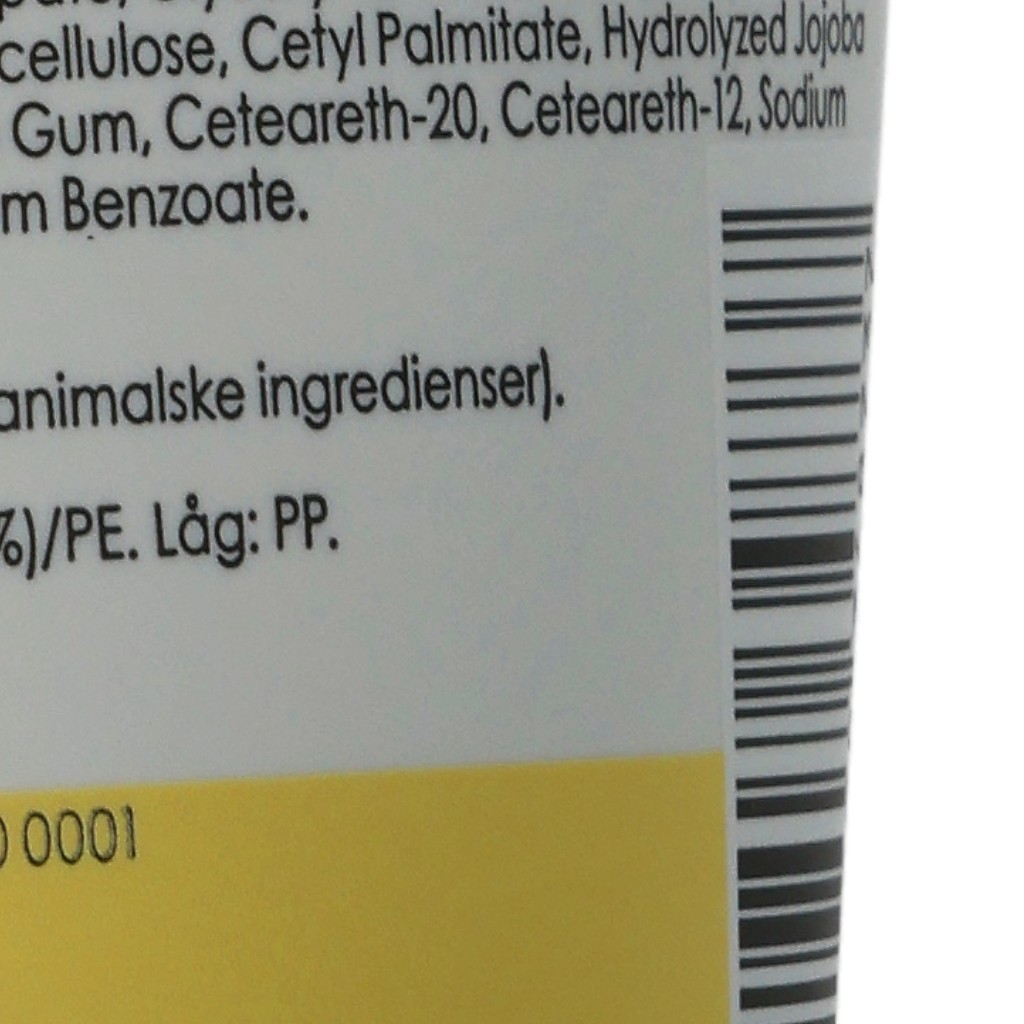 cellulose, Cetyl Palmitate, Hydrolyzed Jojoba
Gum, Ceteareth-20, Ceteareth-12, Sodium
m Benzoate.
animalske ingredienser).
%)/PE. Låg: PP.
0001